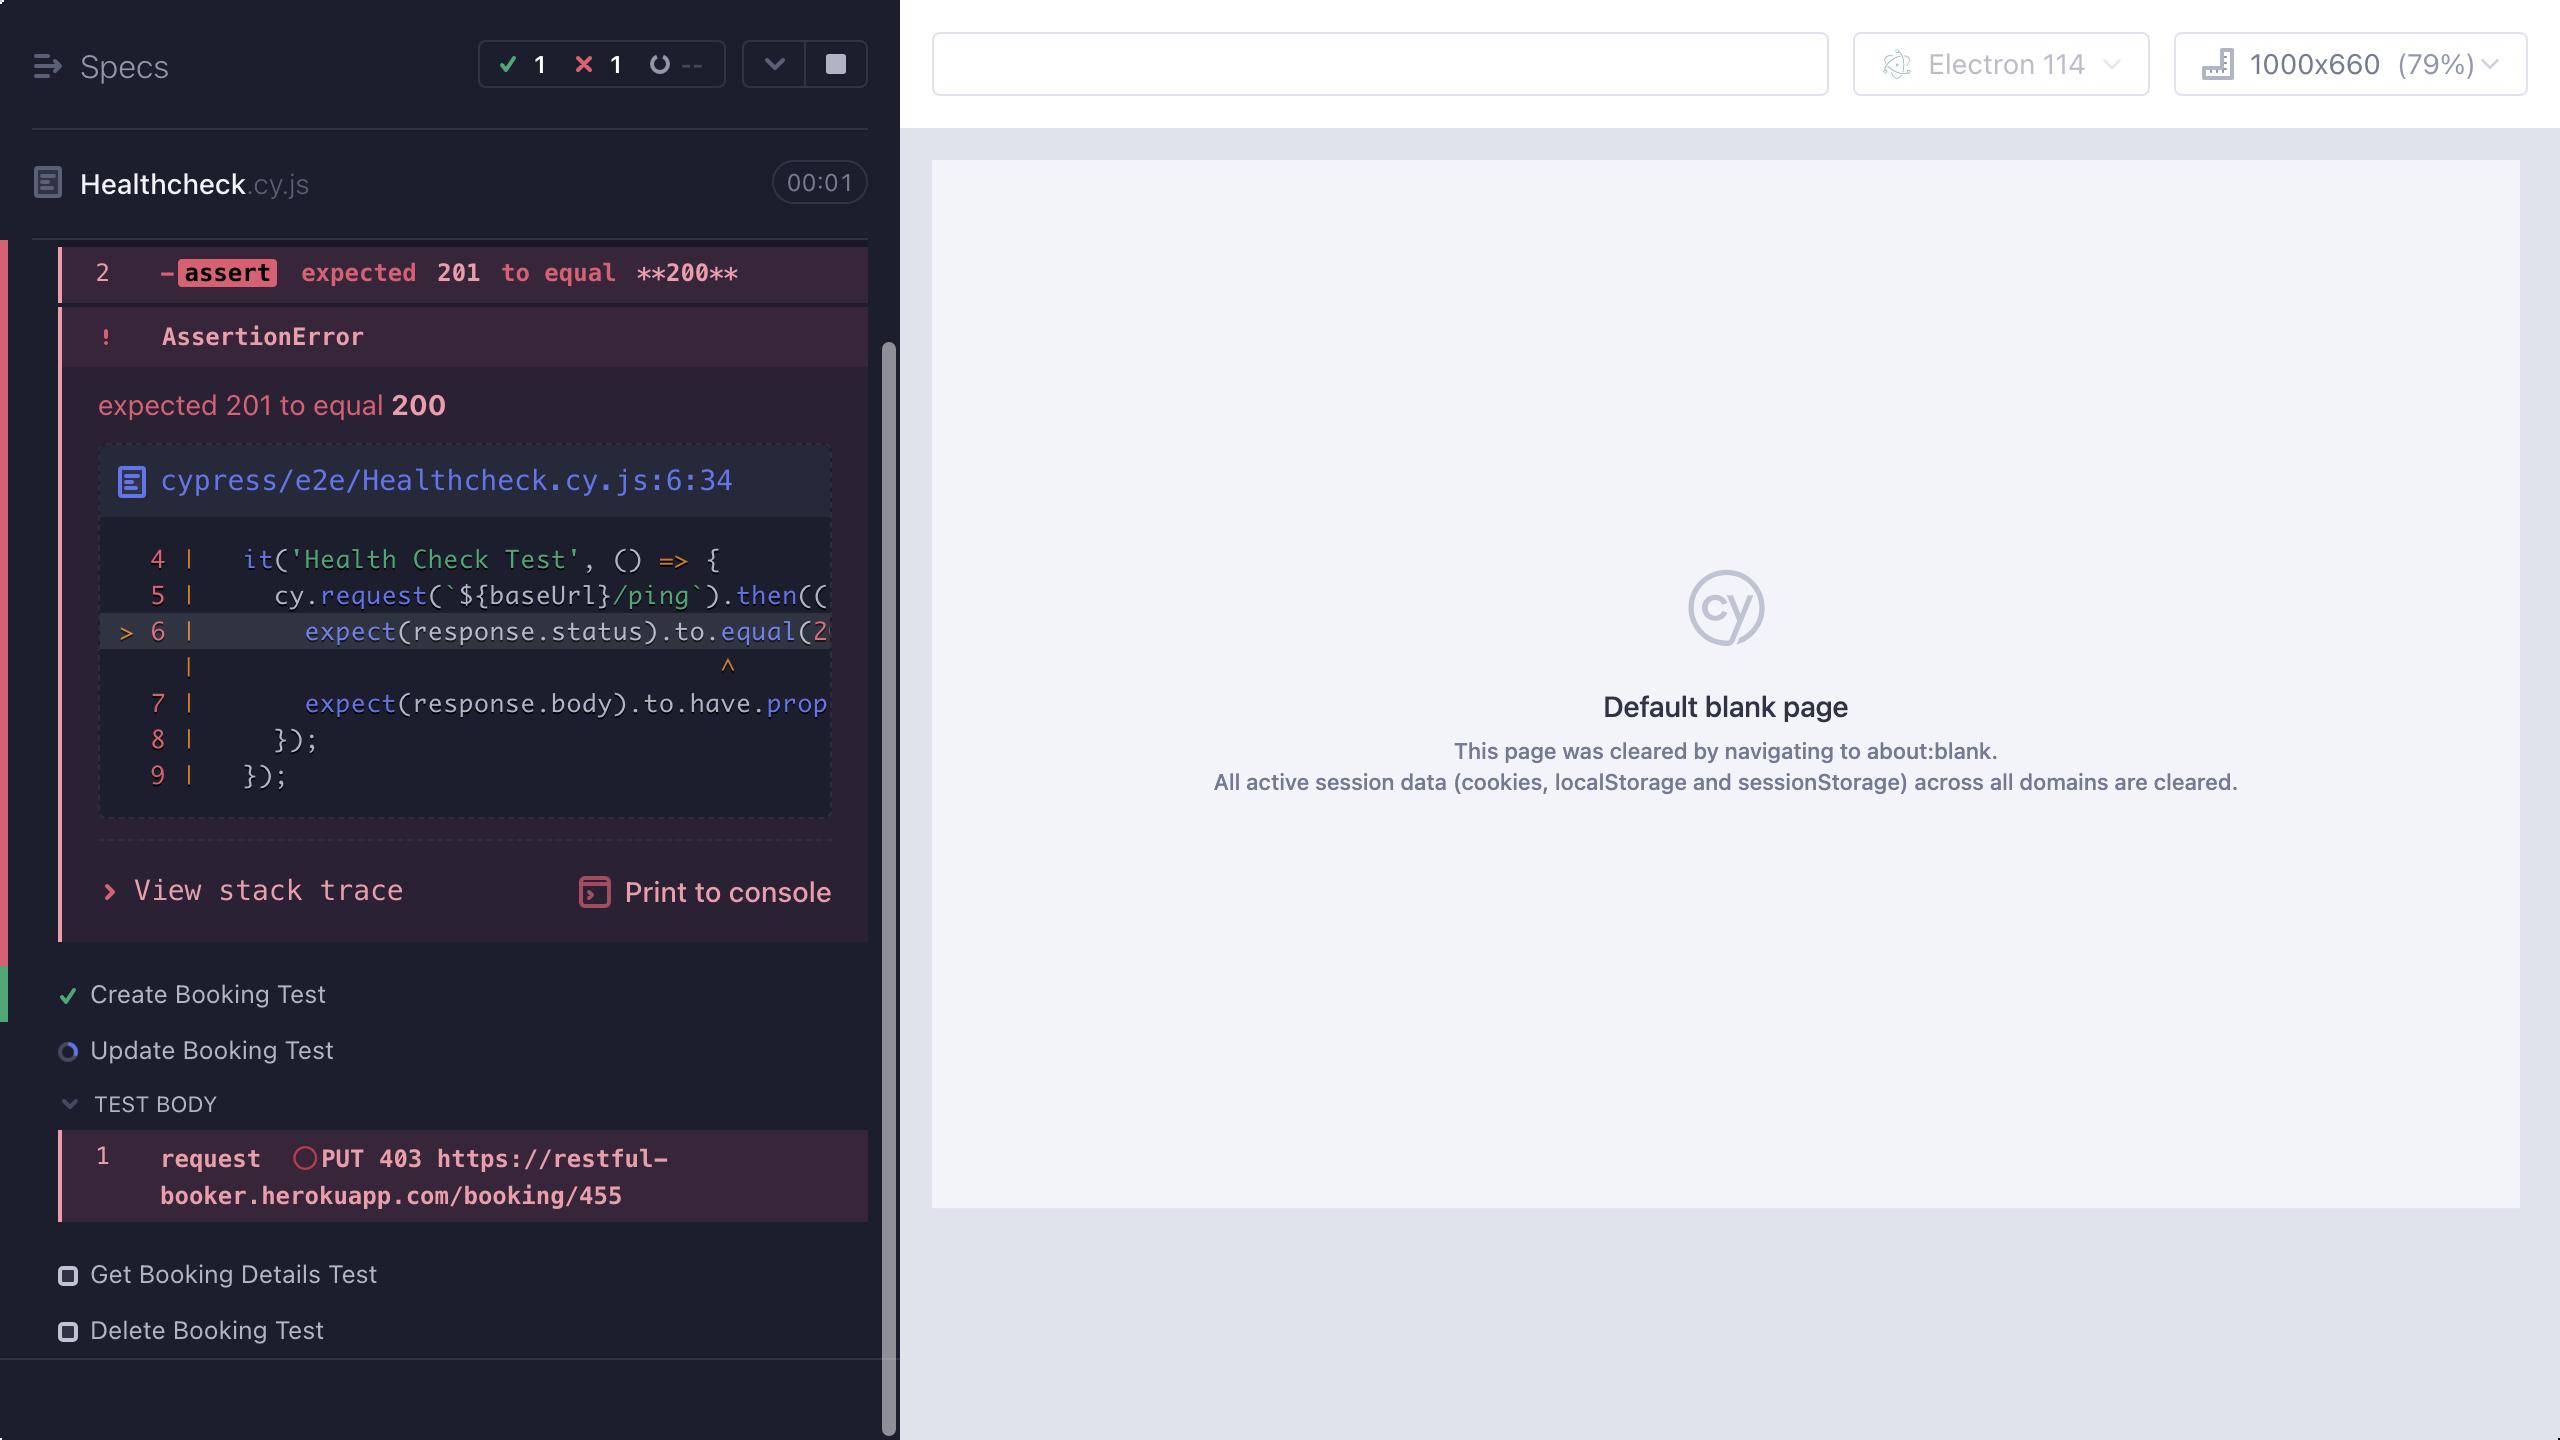 Specs
1 1 --
Electron 114
1000x660 (79%)
Healthcheck.cy.js
00:01
2 -assert expected 201 to equal **200**
! AssertionError
expected 201 to equal 200
cypress/e2e/Healthcheck.cy.js:6:34
4 | it('Health Check Test', () => {
5 | cy.request(`${baseUrl}/ping`).then((
> 6 | expect(response.status).to.equal(2
| ^
7 | expect(response.body).to.have.prop
8 | });
9 | });
View stack trace
Print to console
Create Booking Test
Update Booking Test
TEST BODY
1 request PUT 403 https://restful-
booker.herokuapp.com/booking/455
Get Booking Details Test
Delete Booking Test
cy
Default blank page
This page was cleared by navigating to about:blank.
All active session data (cookies, localStorage and sessionStorage) across all domains are cleared.